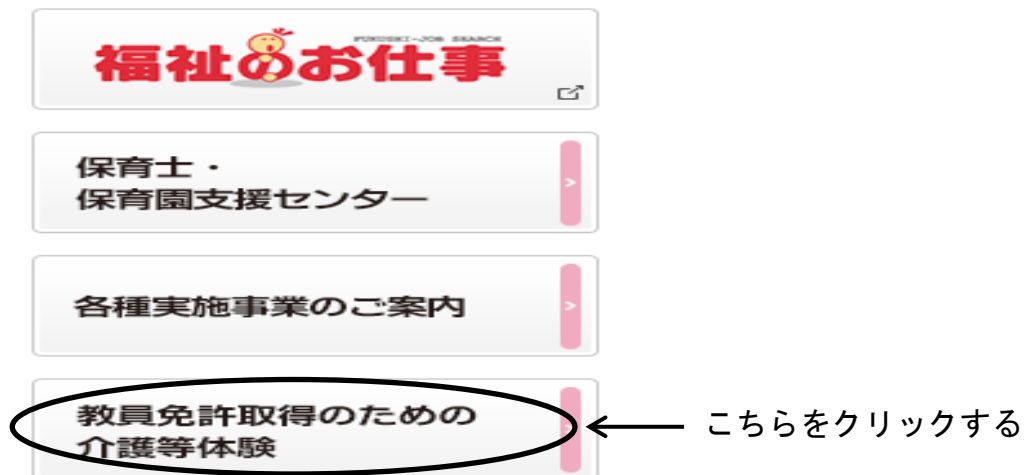 FUKUSHI-JOB SEARCH
福祉のお仕事
保育士・
保育園支援センター
各種実施事業のご案内
教員免許取得のための
介護等体験
こちらをクリックする